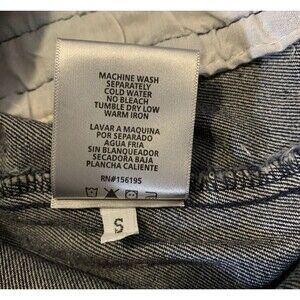 MACHINE WASH
SEPARATELY
COLD WATER
NO BLEACH
TUMBLE DRY LOW
WARM IRON
LAVAR A MAQUINA
POR SEPARADO
AGUA FRIA
SIN BLANQUEADOR
SECADORA BAJA
PLANCHA CALIENTE
RN#156195
S